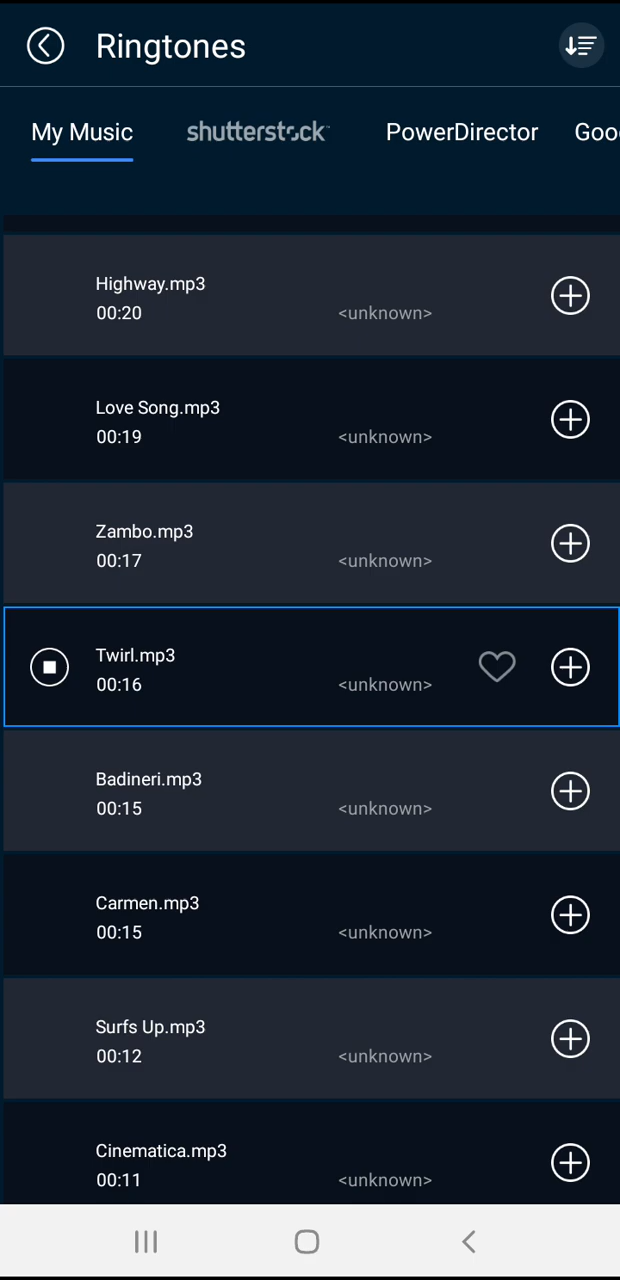 Ringtones
My Music
shutterstock
PowerDirector
Goo
Highway.mp3
00:20
<unknown>
Love Song.mp3
00:19
<unknown>
Zambo.mp3
00:17
<unknown>
Twirl.mp3
00:16
<unknown>
Badineri.mp3
00:15
<unknown>
Carmen.mp3
00:15
<unknown>
Surfs Up.mp3
00:12
<unknown>
Cinematica.mp3
00:11
<unknown>